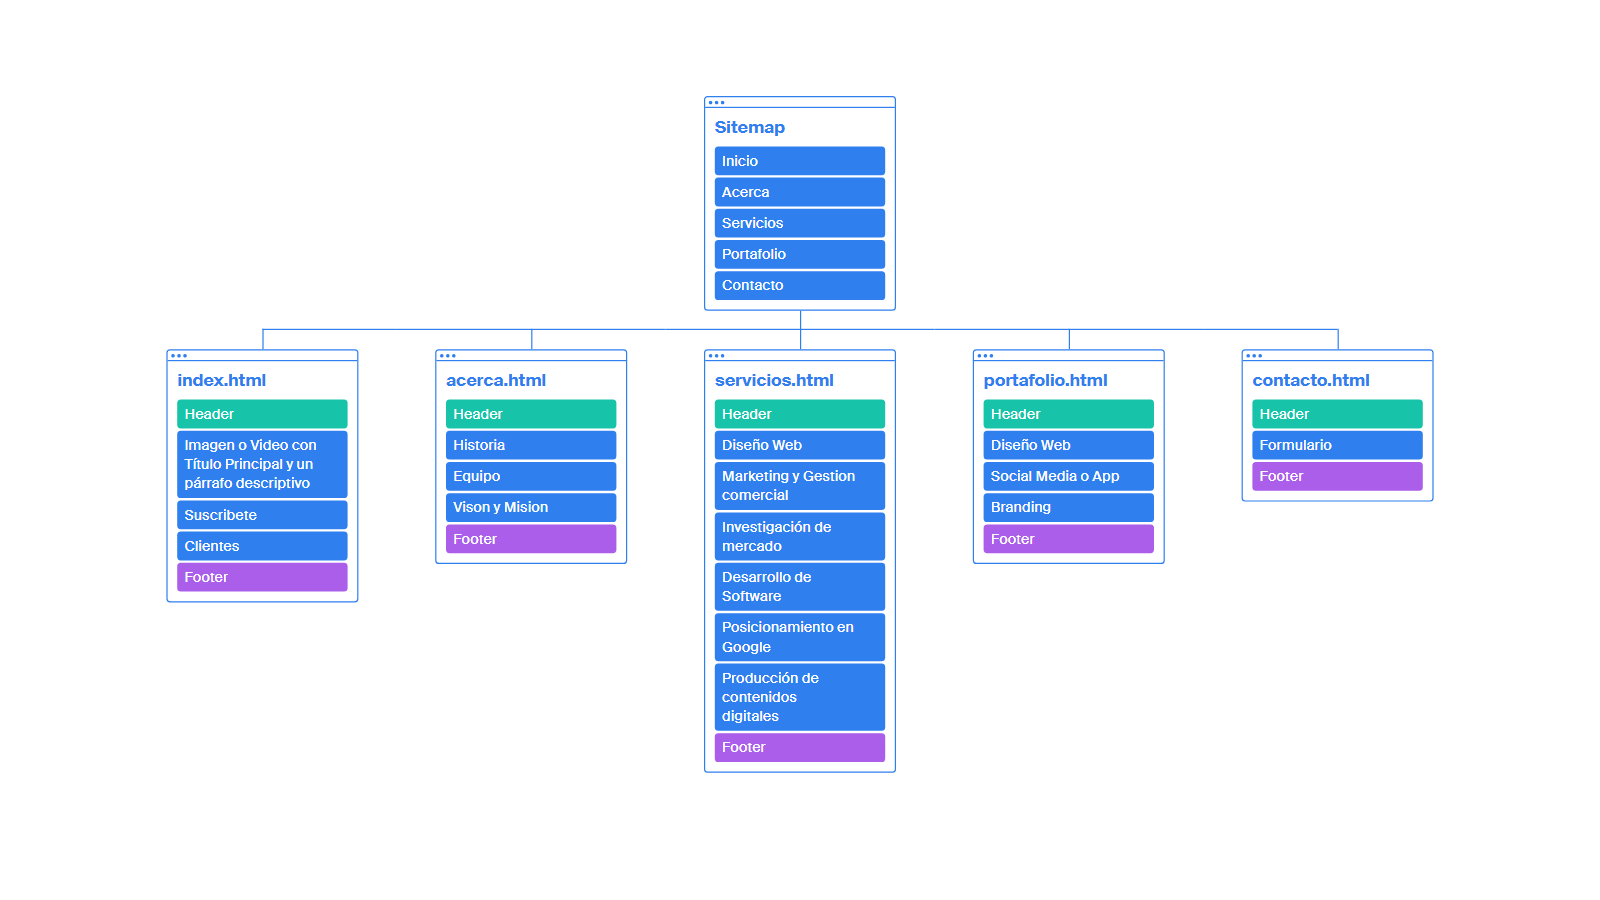 Sitemap
Inicio
Acerca
Servicios
Portafolio
Contacto
index.html
Header
Imagen o Video con
Título Principal y un
párrafo descriptivo
Suscribete
Clientes
Footer
acerca.html
Header
Historia
Equipo
Vison y Mision
Footer
servicios.html
Header
Diseño Web
Marketing y Gestion
comercial
Investigación de
mercado
Desarrollo de
Software
Posicionamiento en
Google
Producción de
contenidos
digitales
Footer
portafolio.html
Header
Diseño Web
Social Media o App
Branding
Footer
contacto.html
Header
Formulario
Footer